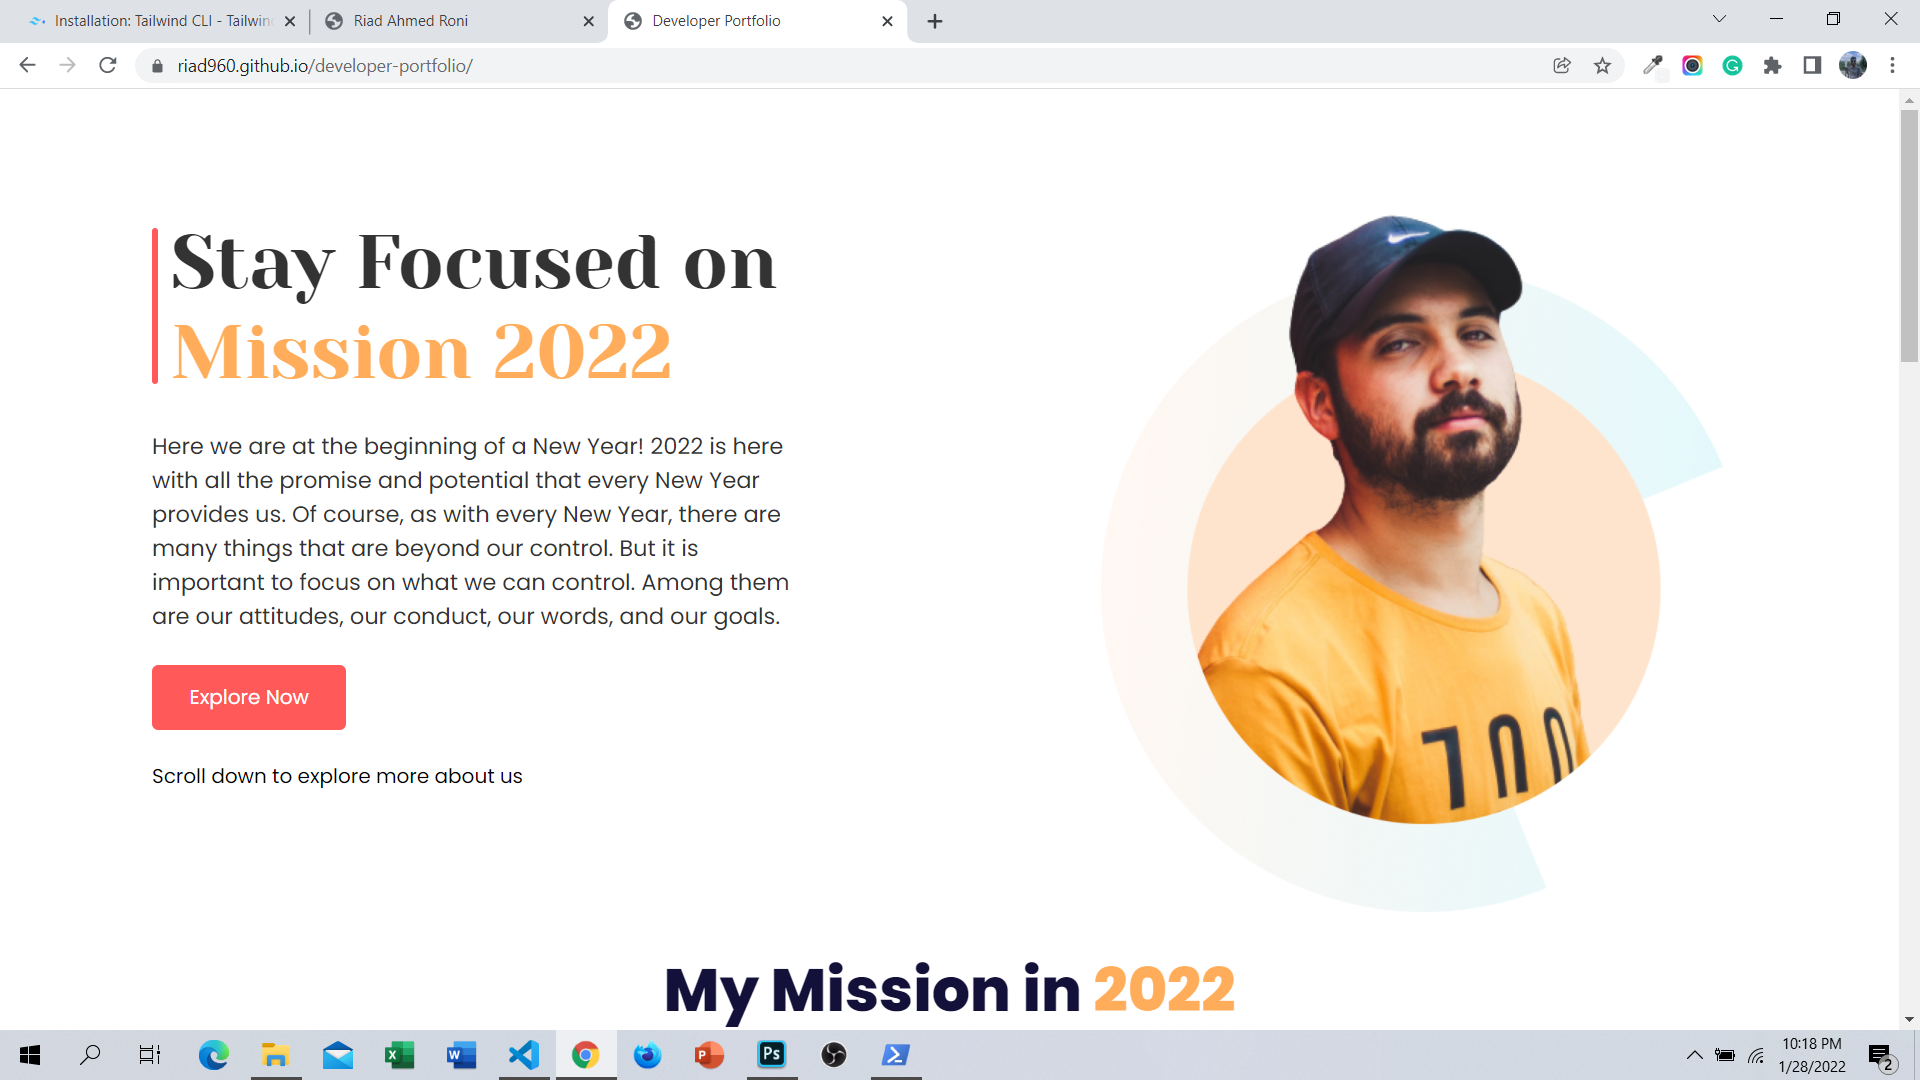 Installation: Tailwind CLI - Tailwin
Riad Ahmed Roni
Developer Portfolio
riad960.github.io/developer-portfolio/
Stay Focused on
Mission 2022
Here we are at the beginning of a New Year! 2022 is here
with all the promise and potential that every New Year
provides us. Of course, as with every New Year, there are
many things that are beyond our control. But it is
important to focus on what we can control. Among them
are our attitudes, our conduct, our words, and our goals.
Explore Now
Scroll down to explore more about us
My Mission in 2022
10:18 PM
1/28/2022
2